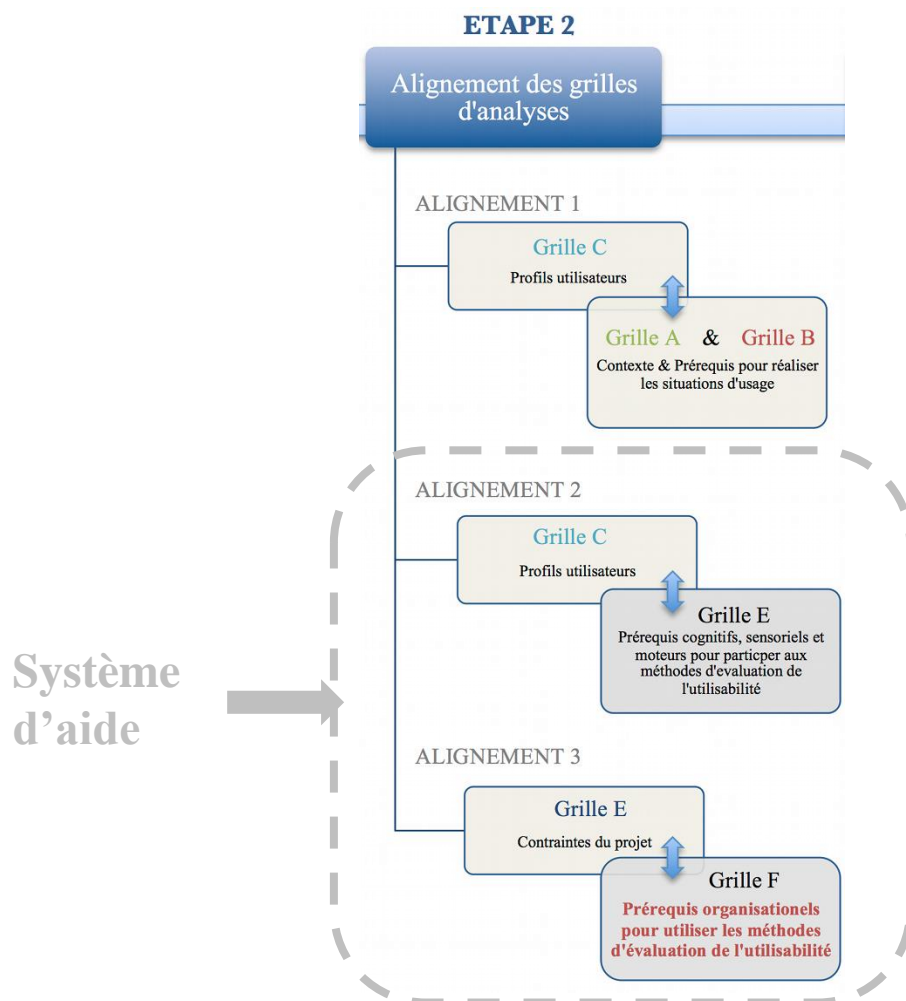 ETAPE 2
Alignement des grilles
d'analyses
ALIGNEMENT 1
Grille C
Profils utilisateurs
Grille A & Grille B
Contexte & Prérequis pour réaliser
les situations d'usage
ALIGNEMENT 2
Grille C
Profils utilisateurs
Grille E
Prérequis cognitifs, sensoriels et
moteurs pour particper aux
méthodes d'evaluation de
l'utilisabilité
Système
d’aide
ALIGNEMENT 3
Grille E
Contraintes du projet
Grille F
Prérequis organisationels
pour utiliser les méthodes
d'évaluation de l'utilisabilité